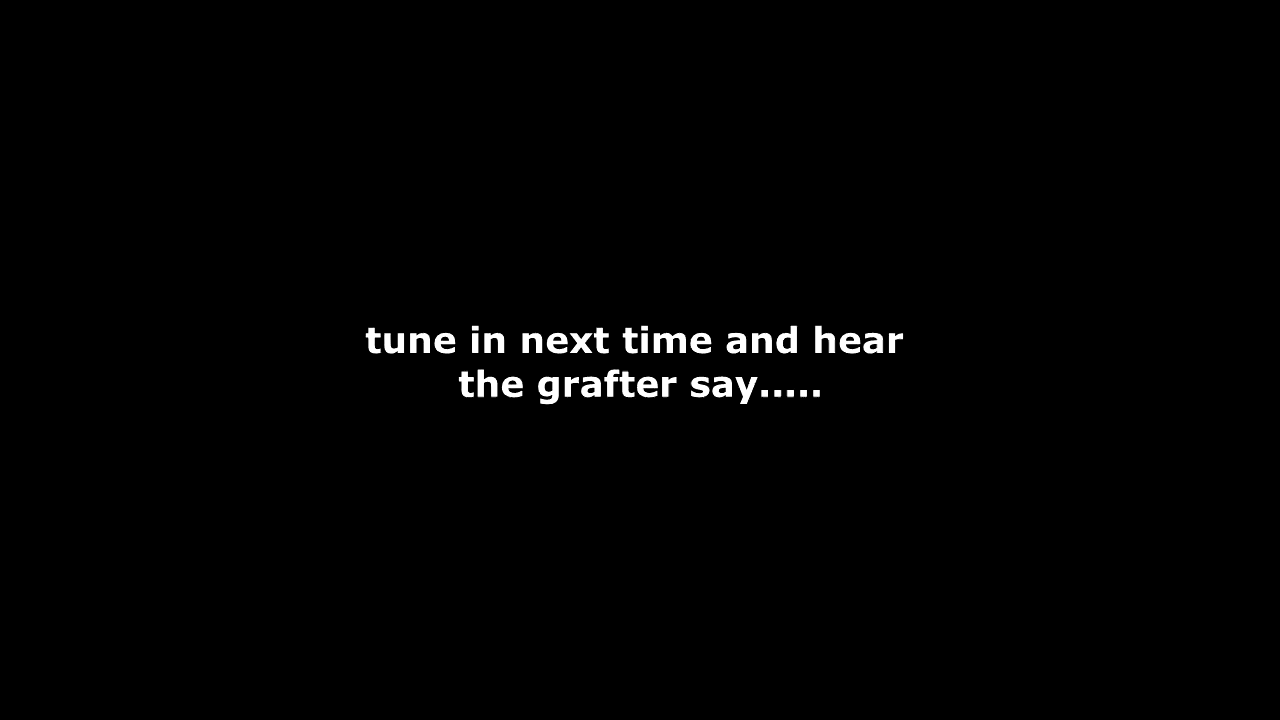 tune in next time and hear
the grafter say.....